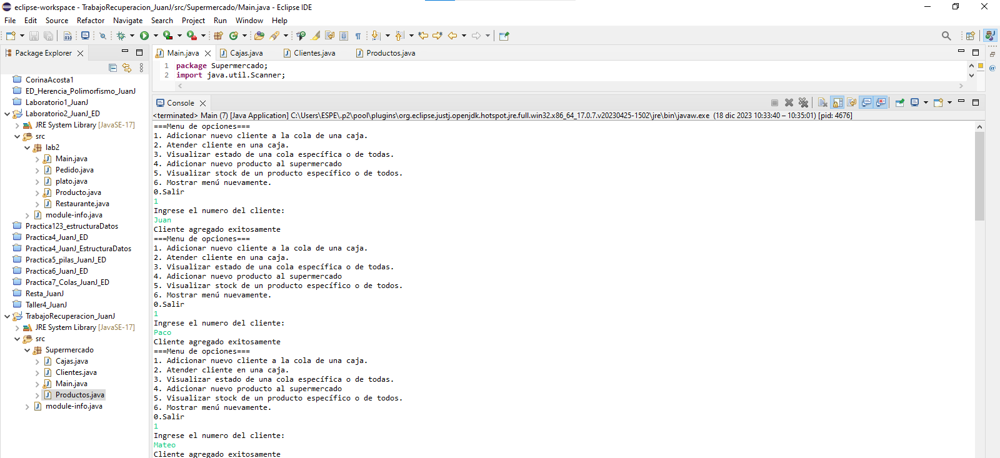 eclipse-workspace - TrabajoRecuperacion_JuanJ/src/Supermercado/Main.java - Eclipse IDE
File Edit Source Refactor Navigate Search Project Run Window Help
Package Explorer
CorinaAcosta1
ED_Herencia_Polimorfismo_JuanJ
Laboratorio1_JuanJ
Laboratorio2_JuanJ_ED
JRE System Library [JavaSE-17]
src
lab2
Main.java
Pedido.java
plato.java
Producto.java
Restaurante.java
module-info.java
Practica123_estructuraDatos
Practica4_JuanJ_ED
Practica4_JuanJ_EstructuraDatos
Practica5_pilas_JuanJ_ED
Practica6_JuanJ_ED
Practica7_Colas_JuanJ_ED
Resta_JuanJ
Taller4_JuanJ
TrabajoRecuperacion_JuanJ
JRE System Library [JavaSE-17]
src
Supermercado
Cajas.java
Clientes.java
Main.java
Productos.java
module-info.java
Main.java Cajas.java Clientes.java Productos.java
1 package Supermercado;
2 import java.util.Scanner;
Console
<terminated> Main (7) [Java Application] C:\Users\ESPE\.p2\pool\plugins\org.eclipse.justj.openjdk.hotspot.jre.full.win32.x86_64_17.0.7.v20230425-1502\jre\bin\javaw.exe (18 dic 2023 10:33:40 – 10:35:01) [pid: 4676]
===Menu de opciones===
1. Adicionar nuevo cliente a la cola de una caja.
2. Atender cliente en una caja.
3. Visualizar estado de una cola específica o de todas.
4. Adicionar nuevo producto al supermercado
5. Visualizar stock de un producto específico o de todos.
6. Mostrar menú nuevamente.
0.Salir
1
Ingrese el numero del cliente:
Juan
Cliente agregado exitosamente
===Menu de opciones===
1. Adicionar nuevo cliente a la cola de una caja.
2. Atender cliente en una caja.
3. Visualizar estado de una cola específica o de todas.
4. Adicionar nuevo producto al supermercado
5. Visualizar stock de un producto específico o de todos.
6. Mostrar menú nuevamente.
0.Salir
1
Ingrese el numero del cliente:
Paco
Cliente agregado exitosamente
===Menu de opciones===
1. Adicionar nuevo cliente a la cola de una caja.
2. Atender cliente en una caja.
3. Visualizar estado de una cola específica o de todas.
4. Adicionar nuevo producto al supermercado
5. Visualizar stock de un producto específico o de todos.
6. Mostrar menú nuevamente.
0.Salir
1
Ingrese el numero del cliente:
Mateo
Cliente agregado exitosamente